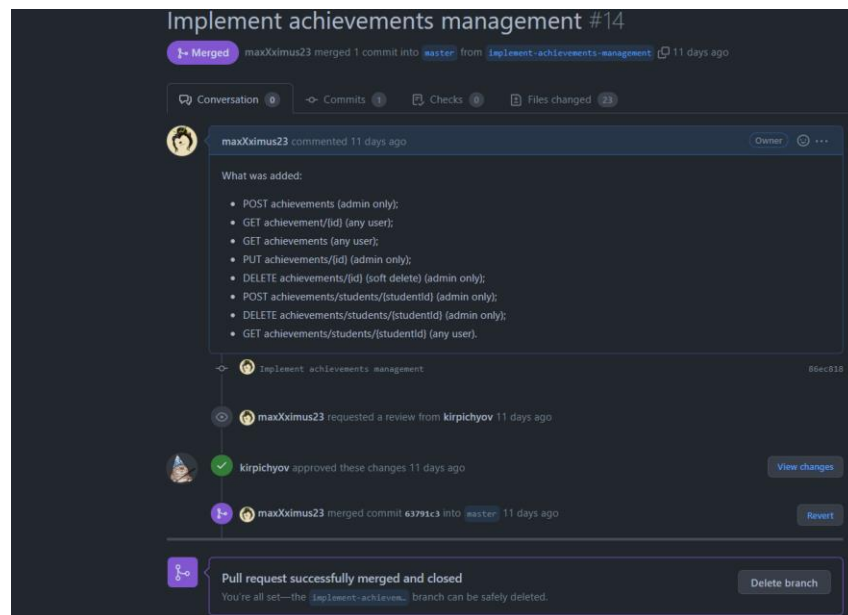 Implement achievements management #14
Merged maxXximus23 merged 1 commit into master from implement-achievements-management 11 days ago
Conversation 0 Commits 1 Checks 0 Files changed 23
maxXximus23 commented 11 days ago Owner ...
What was added:
• POST achievements (admin only);
• GET achievement/{id} (any user);
• GET achievements (any user);
• PUT achievements/{id} (admin only);
• DELETE achievements/{id} (soft delete) (admin only);
• POST achievements/students/{studentId} (admin only);
• DELETE achievements/students/{studentId} (admin only);
• GET achievements/students/{studentId} (any user).
Implement achievements management 86ec818
maxXximus23 requested a review from kirpichyov 11 days ago
kirpichyov approved these changes 11 days ago View changes
maxXximus23 merged commit 63791c3 into master 11 days ago Revert
Pull request successfully merged and closed
You're all set—the implement-achievem… branch can be safely deleted. Delete branch